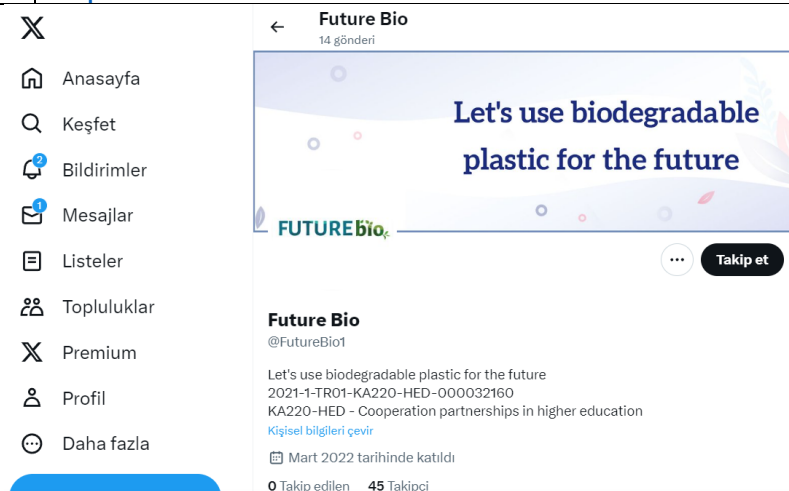 X
Anasayfa
Keşfet
2
Bildirimler
1
Mesajlar
Listeler
Topluluklar
X
Premium
Profil
Daha fazla
Future Bio
14 gönderi
Let's use biodegradable
plastic for the future
FUTURE bio
Takip et
Future Bio
@FutureBio1
Let's use biodegradable plastic for the future
2021-1-TR01-KA220-HED-000032160
KA220-HED - Cooperation partnerships in higher education
Kişisel bilgileri çevir
Mart 2022 tarihinde katıldı
0 Takip edilen 45 Takipçi